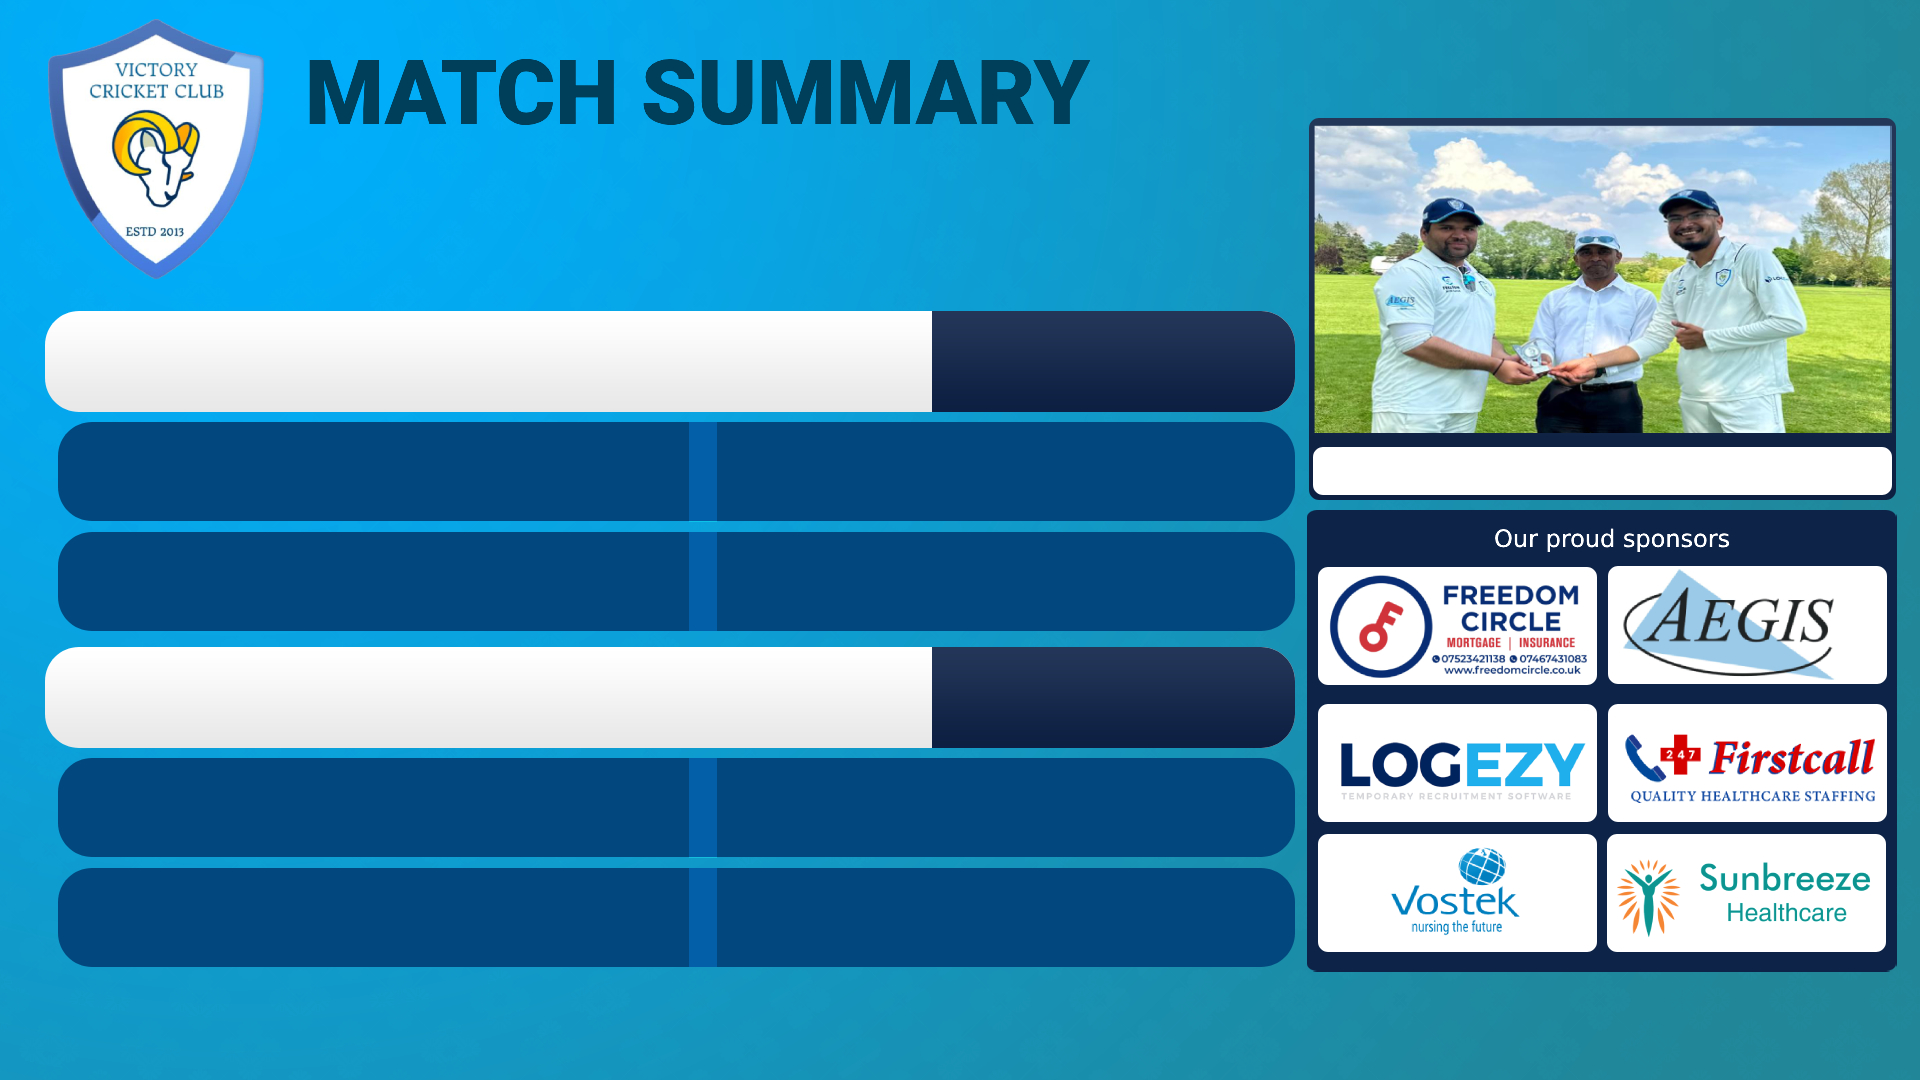 VICTORY
CRICKET CLUB
ESTD 2013
MATCH SUMMARY
AEGIS
Our proud sponsors
FREEDOM
CIRCLE
MORTGAGE | INSURANCE
07523421138 07467431083
www.freedomcircle.co.uk
AEGIS
LOGEZY
TEMPORARY RECRUITMENT SOFTWARE
247 Firstcall
QUALITY HEALTHCARE STAFFING
Vostek
nursing the future
Sunbreeze
Healthcare